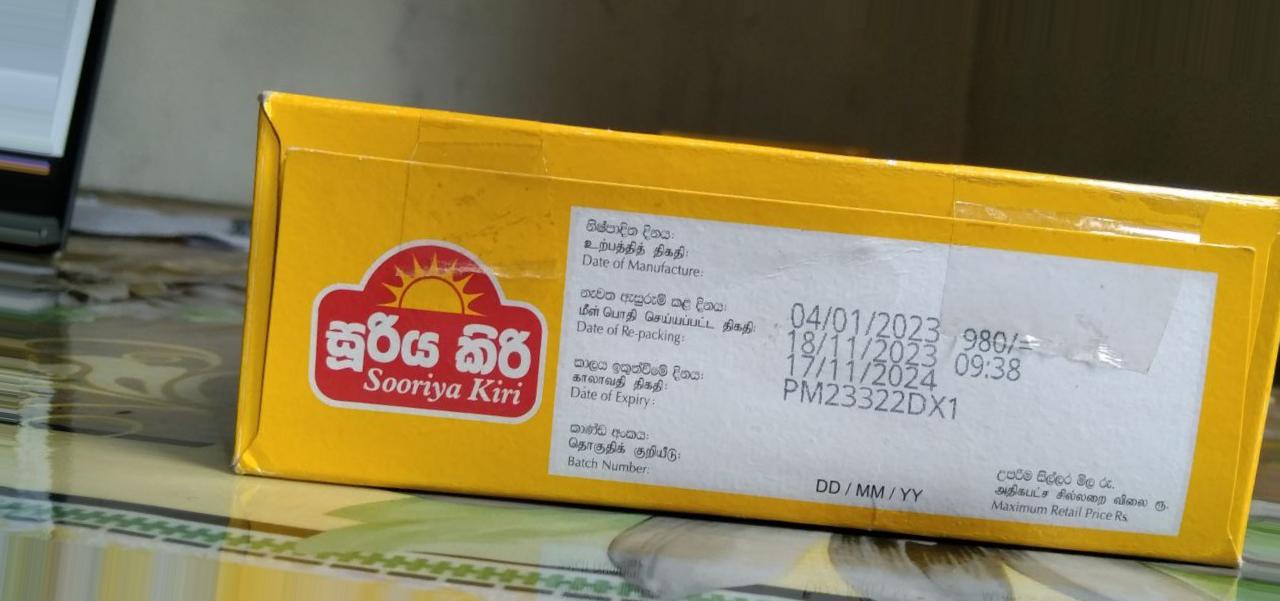 සූරිය කිරි
Sooriya Kiri
නිෂ්පාදිත දිනය:
உற்பத்தித் திகதி:
Date of Manufacture:
නැවත ඇසුරුම් කළ දිනය:
மீள் பொதி செய்யப்பட்ட திகதி:
Date of Re-packing:
කාලය ඉකුත්වීමේ දිනය:
காலாவதி திகதி:
Date of Expiry:
කාණ්ඩ අංකය:
தொகுதிக் குறியீடு:
Batch Number:
04/01/2023 980/=
18/11/2023 09:38
17/11/2024
PM23322DX1
DD / MM / YY
උපරිම සිල්ලර මිල රු.
அதிகபட்ச சில்லறை விலை ரூ.
Maximum Retail Price Rs.